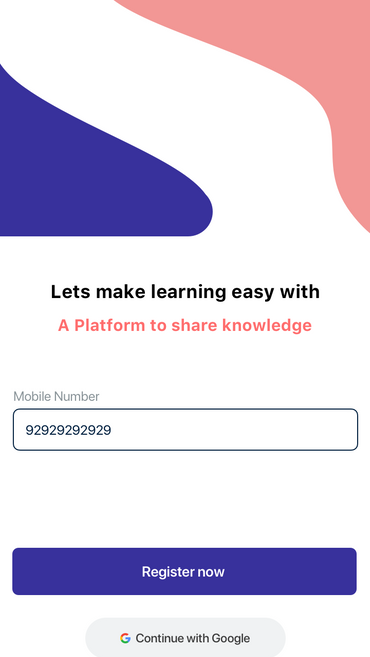 Lets make learning easy with
A Platform to share knowledge
Mobile Number
92929292929
Register now
Continue with Google